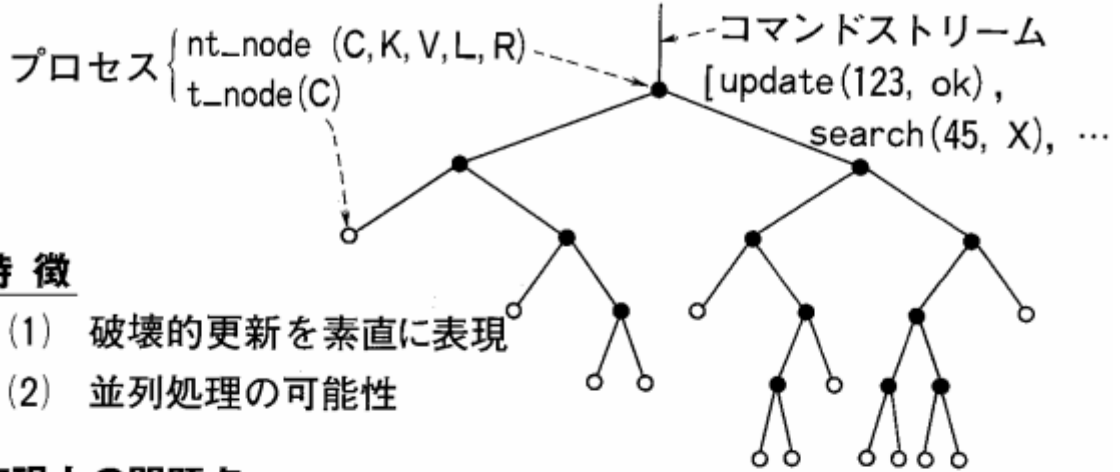 プロセス
nt_node (C,K,V,L,R)
t_node(C)
コマンドストリーム
[update(123, ok),
search(45, X), …
特 徴
(1) 破壊的更新を素直に表現
(2) 並列処理の可能性